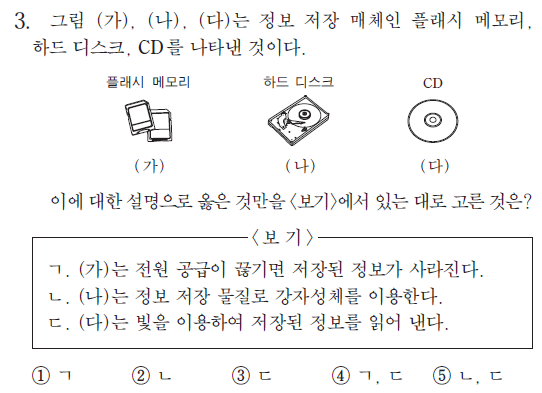 3. 그림 (가), (나), (다)는 정보 저장 매체인 플래시 메모리,
하드 디스크, CD를 나타낸 것이다.
플래시 메모리 하드 디스크 CD
(가) (나) (다)
이에 대한 설명으로 옳은 것만을 〈보기〉에서 있는 대로 고른 것은?
〈보 기〉
ㄱ. (가)는 전원 공급이 끊기면 저장된 정보가 사라진다.
ㄴ. (나)는 정보 저장 물질로 강자성체를 이용한다.
ㄷ. (다)는 빛을 이용하여 저장된 정보를 읽어 낸다.
① ㄱ ② ㄴ ③ ㄷ ④ ㄱ, ㄷ ⑤ ㄴ, ㄷ